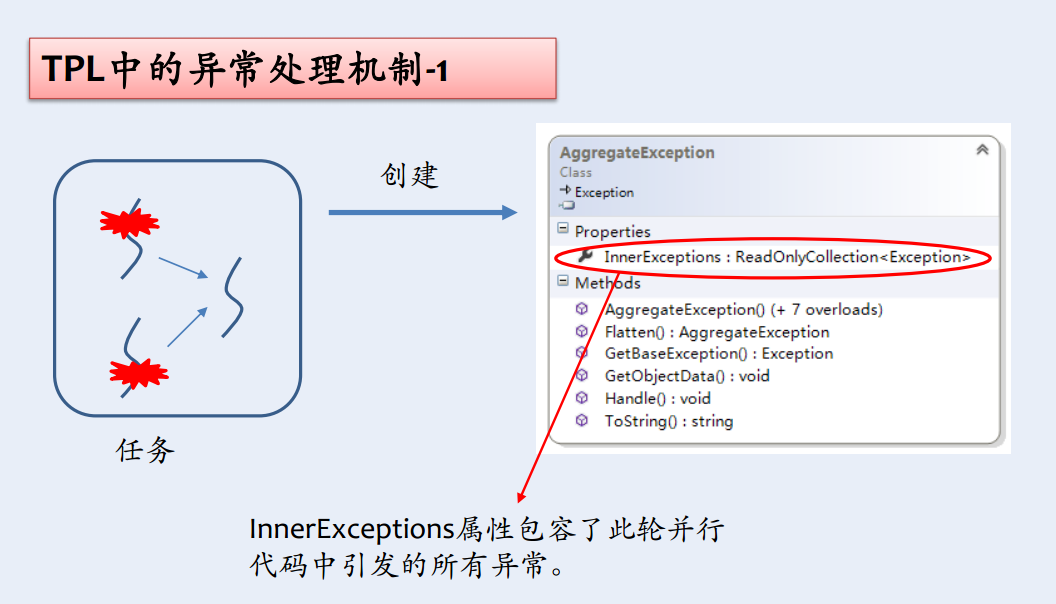 TPL中的异常处理机制-1
创建
AggregateException
Class
Exception
Properties
InnerExceptions : ReadOnlyCollection<Exception>
Methods
AggregateException() (+ 7 overloads)
Flatten() : AggregateException
GetBaseException() : Exception
GetObjectData() : void
Handle() : void
ToString() : string
任务
InnerExceptions属性包容了此轮并行
代码中引发的所有异常。